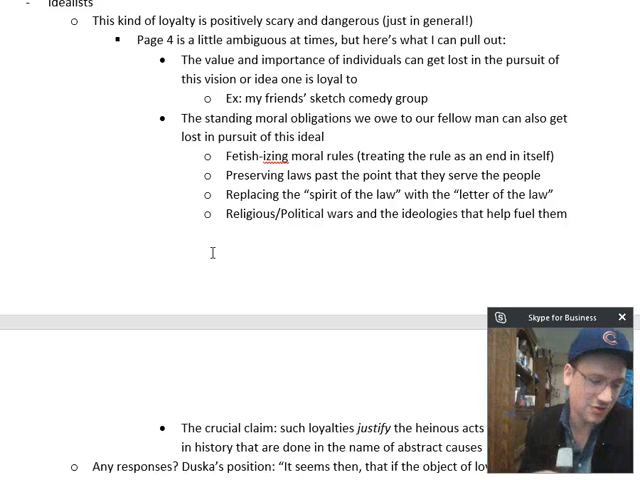 - Idealists
o This kind of loyalty is positively scary and dangerous (just in general!)
▪ Page 4 is a little ambiguous at times, but here's what I can pull out:
• The value and importance of individuals can get lost in the pursuit of
this vision or idea one is loyal to
o Ex: my friends' sketch comedy group
• The standing moral obligations we owe to our fellow man can also get
lost in pursuit of this ideal
o Fetish-izing moral rules (treating the rule as an end in itself)
o Preserving laws past the point that they serve the people
o Replacing the "spirit of the law" with the "letter of the law"
o Religious/Political wars and the ideologies that help fuel them
Skype for Business
• The crucial claim: such loyalties justify the heinous acts
in history that are done in the name of abstract causes
o Any responses? Duska's position: "It seems then, that if the object of